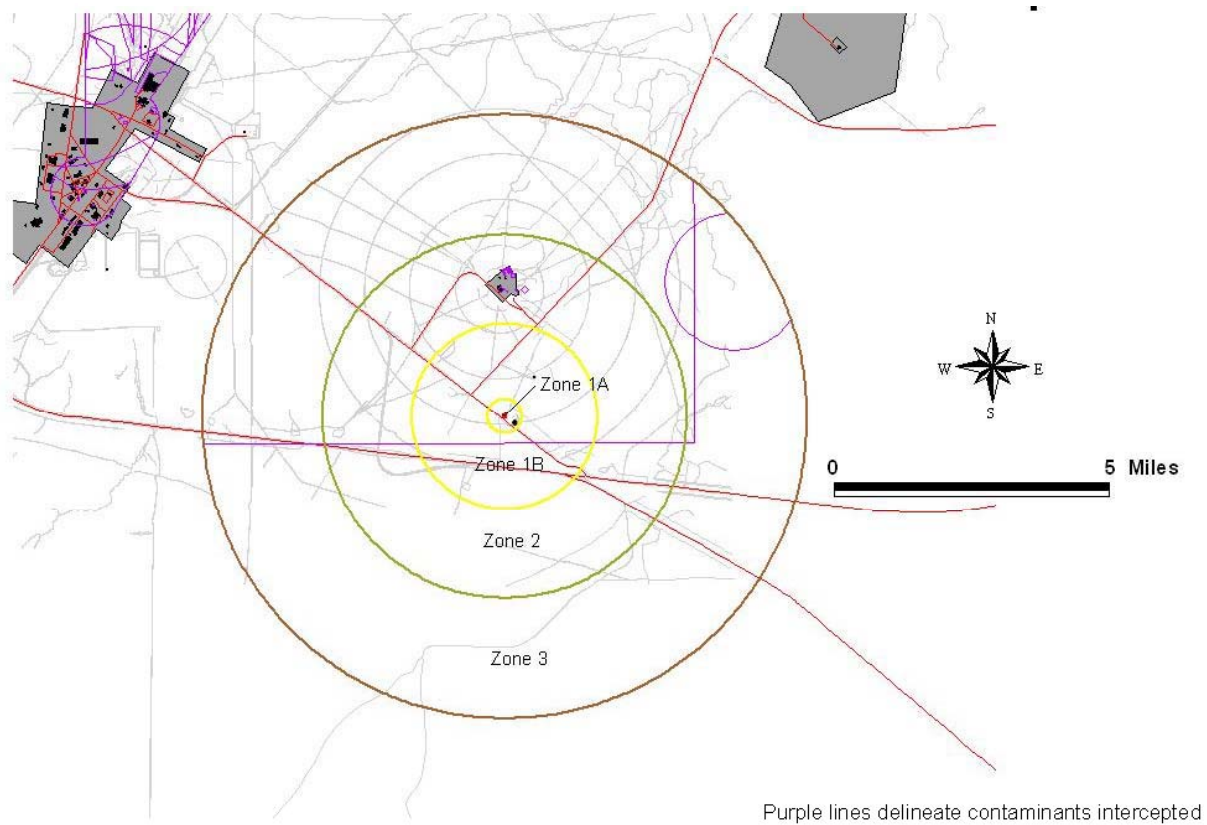 N
W E
S
Zone 1A
0 5 Miles
Zone 1B
Zone 2
Zone 3
Purple lines delineate contaminants intercepted